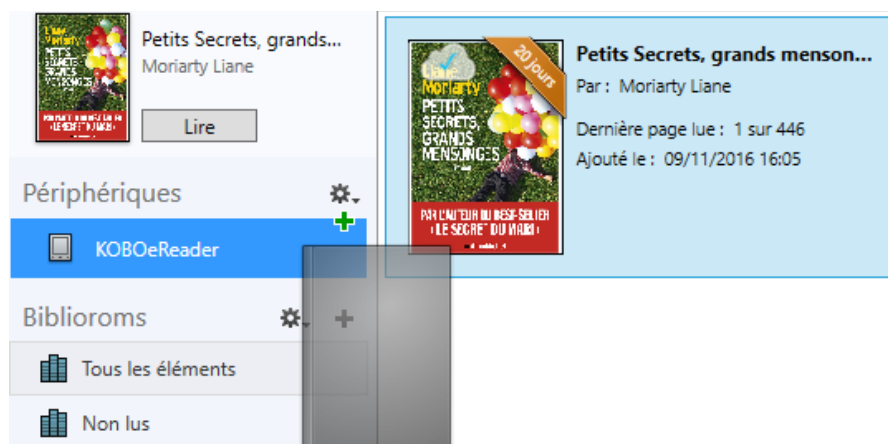 Petits Secrets, grands...
Moriarty Liane
Lire
Périphériques
KOBOeReader
Biblioroms
Tous les éléments
Non lus
20 jours
Liane
Moriarty
PETITS
SECRETS,
GRANDS
MENSONGES
PAR L'AUTEUR DU BEST-SELLER
« LE SECRET DU MARI »
Petits Secrets, grands menson...
Par : Moriarty Liane
Dernière page lue : 1 sur 446
Ajouté le : 09/11/2016 16:05